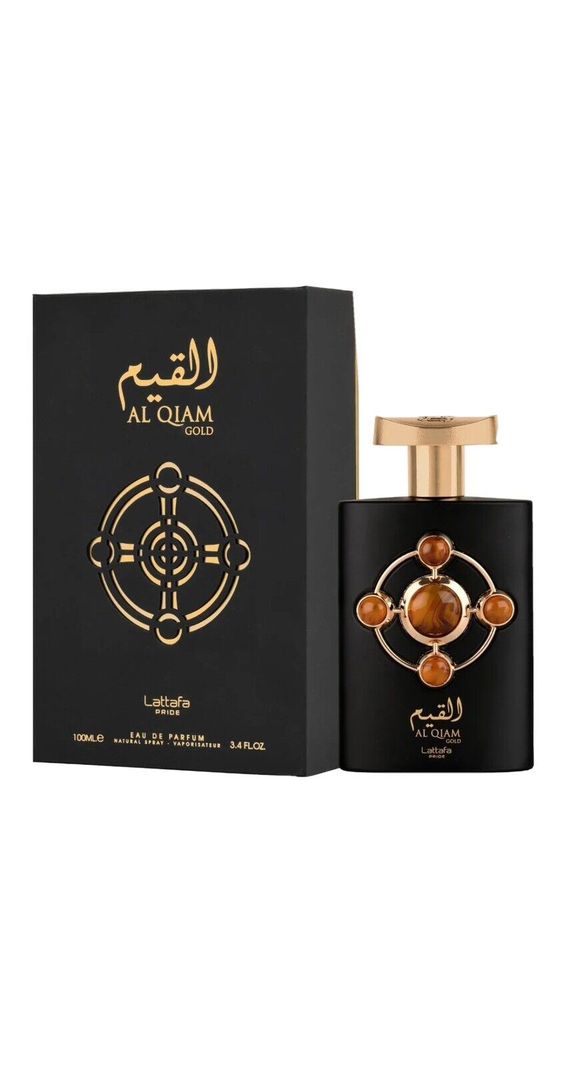 القيم
AL QIAM
GOLD
Lattafa
PRIDE
100MLe
EAU DE PARFUM
NATURAL SPRAY - VAPORISATEUR
3.4 FL.OZ.
القيم
AL QIAM
GOLD
Lattafa
PRIDE